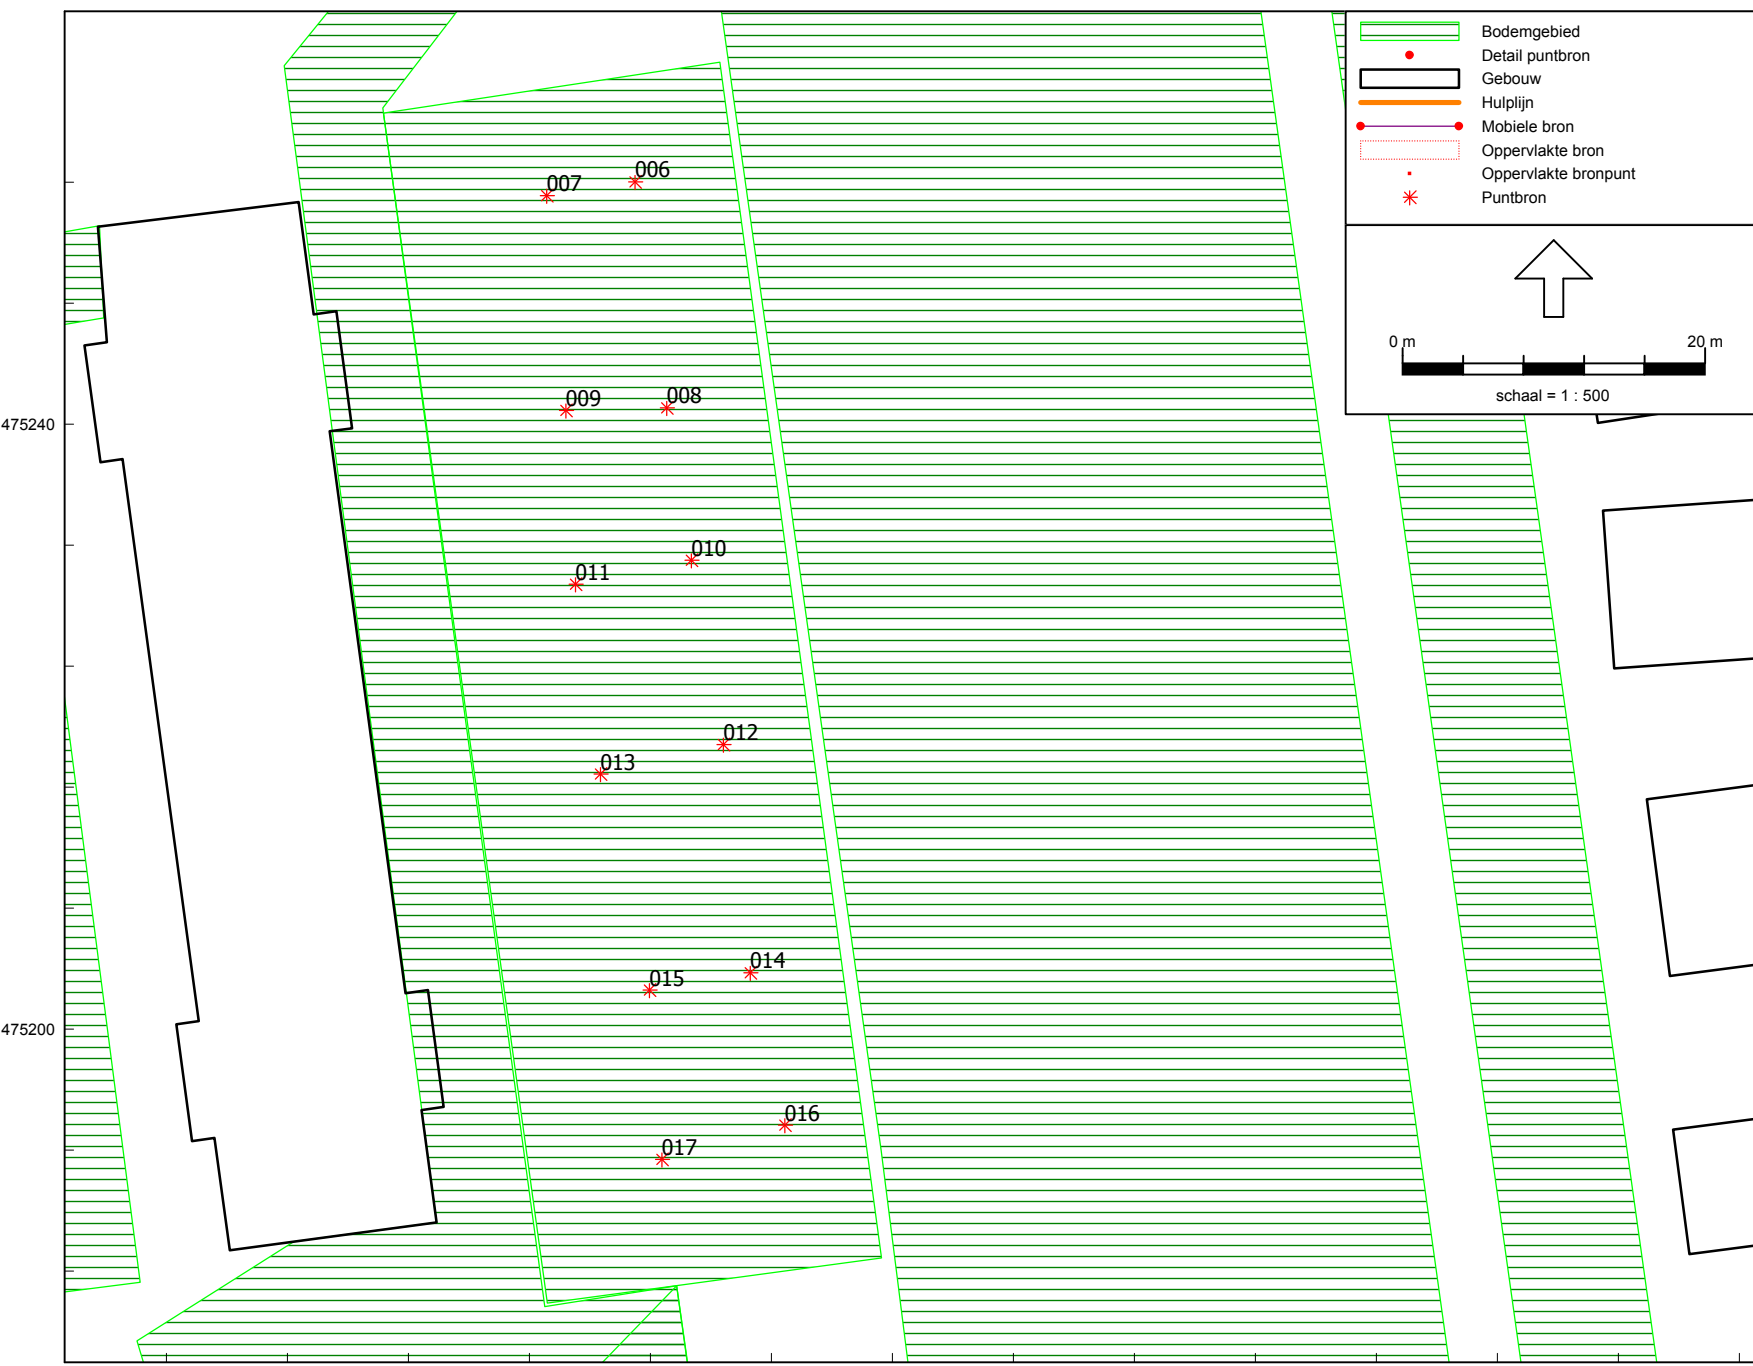 Bodemgebied
Detail puntbron
Gebouw
Hulplijn
Mobiele bron
Oppervlakte bron
Oppervlakte bronpunt
Puntbron
0 m 20 m
schaal = 1 : 500
006
007
008
009
475240
010
011
012
013
014
015
475200
016
017